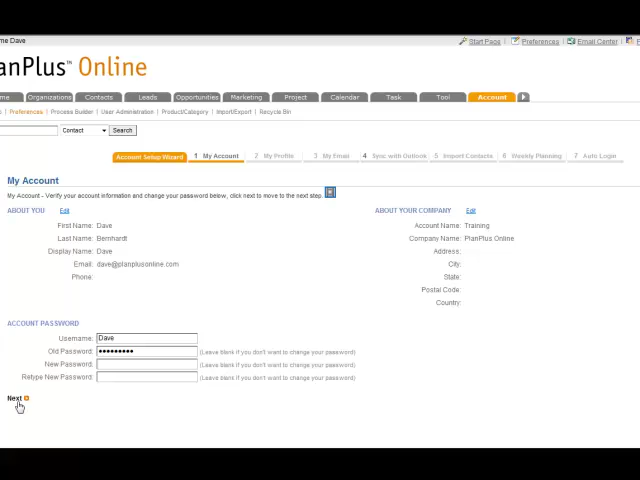 me Dave
Start Page Preferences Email Center
anPlus™ Online
me Organizations Contacts Leads Opportunities Marketing Project Calendar Task Tool Account
Preferences Process Builder User Administration Product/Category Import/Export Recycle Bin
Contact Search
Account Setup Wizard 1 My Account 2 My Profile 3 My Email 4 Sync with Outlook 5 Import Contacts 6 Weekly Planning 7 Auto Login
My Account
My Account - Verify your account information and change your password below, click next to move to the next step.
ABOUT YOU Edit ABOUT YOUR COMPANY Edit
First Name: Dave Account Name: Training
Last Name: Bernhardt Company Name: PlanPlus Online
Display Name: Dave Address:
Email: dave@planplusonline.com City:
Phone: State:
Postal Code:
Country:
ACCOUNT PASSWORD
Username: Dave
Old Password: ••••••••• (Leave blank if you don't want to change your password)
New Password: (Leave blank if you don't want to change your password)
Retype New Password: (Leave blank if you don't want to change your password)
Next